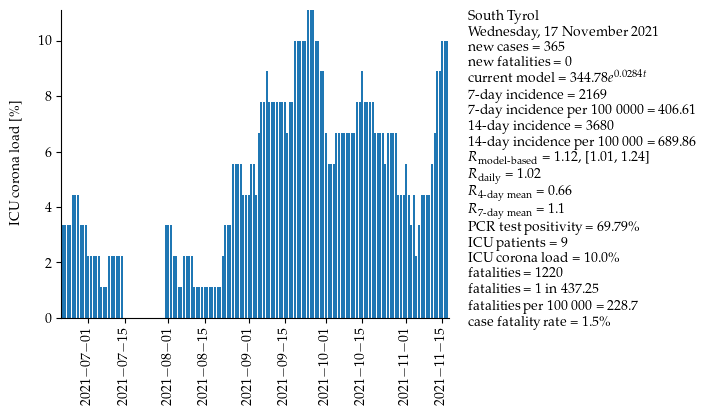 South Tyrol
Wednesday, 17 November 2021
new cases = 365
new fatalities = 0
current model = 344.78e^0.0284t
7-day incidence = 2169
7-day incidence per 100 0000 = 406.61
14-day incidence = 3680
14-day incidence per 100 000 = 689.86
R_model-based = 1.12, [1.01, 1.24]
R_daily = 1.02
R_4-day mean = 0.66
R_7-day mean = 1.1
PCR test positivity = 69.79%
ICU patients = 9
ICU corona load = 10.0%
fatalities = 1220
fatalities = 1 in 437.25
fatalities per 100 000 = 228.7
case fatality rate = 1.5%
ICU corona load [%]
10
8
6
4
2
0
2021−07−01
2021−07−15
2021−08−01
2021−08−15
2021−09−01
2021−09−15
2021−10−01
2021−10−15
2021−11−01
2021−11−15